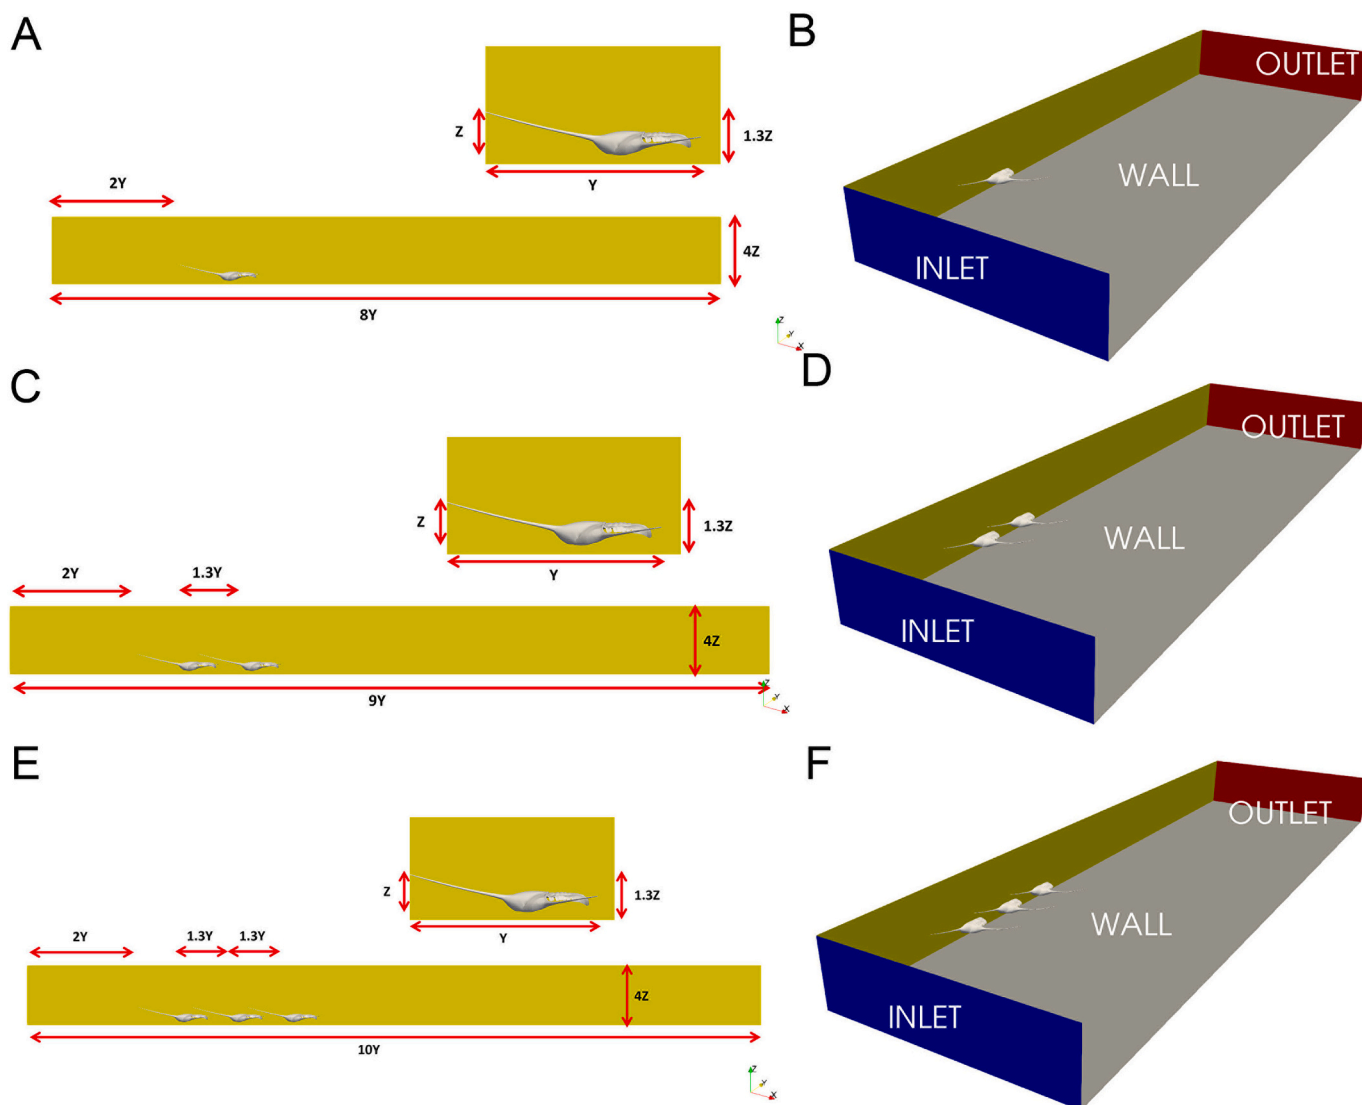 A
B
Z
1.3Z
Y
2Y
4Z
8Y
Z
Y
X
OUTLET
WALL
INLET
C
D
Z
1.3Z
Y
2Y
1.3Y
4Z
9Y
Z
Y
X
OUTLET
WALL
INLET
E
F
Z
1.3Z
Y
2Y
1.3Y
1.3Y
4Z
10Y
Z
Y
X
OUTLET
WALL
INLET